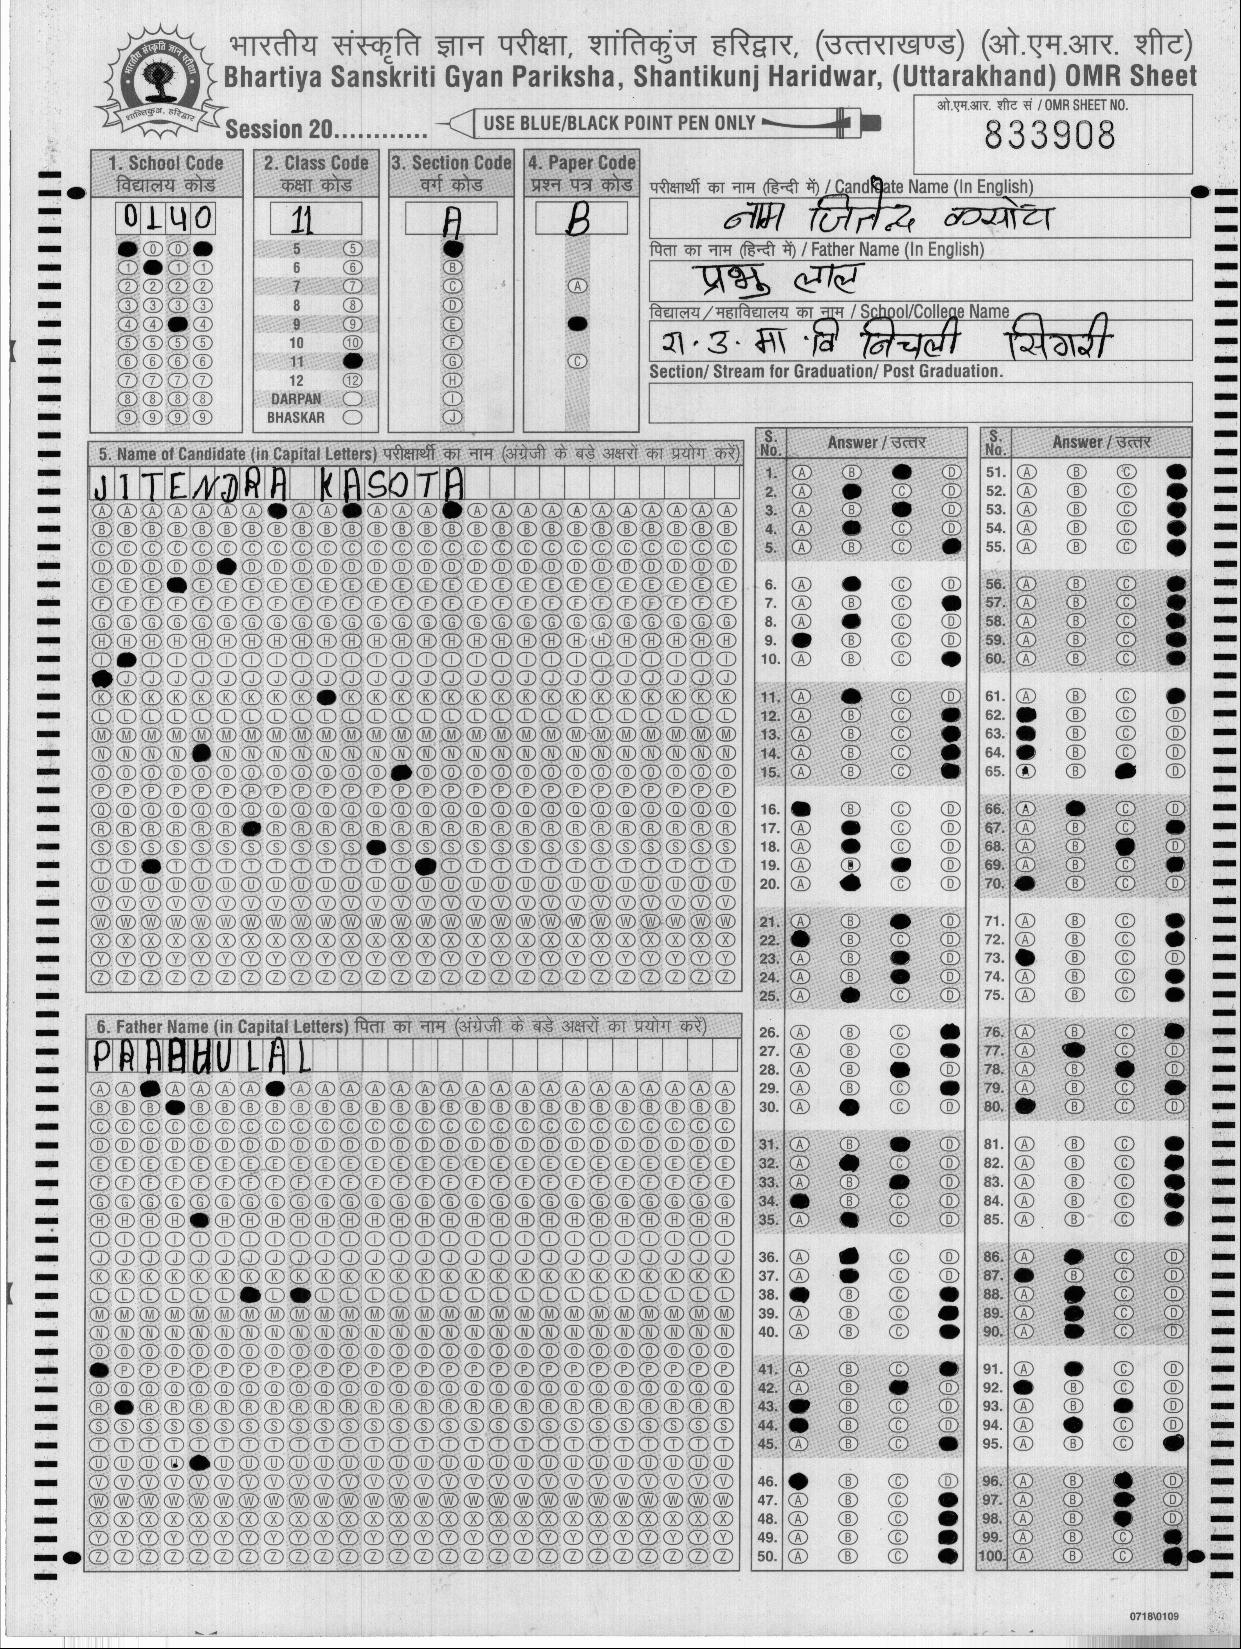 भारतीय संस्कृति ज्ञान परीक्षा, शांतिकुंज हरिद्वार, (उत्तराखण्ड) (ओ.एम.आर. शीट)
Bhartiya Sanskriti Gyan Pariksha, Shantikunj Haridwar, (Uttarakhand) OMR Sheet
Session 20............
USE BLUE/BLACK POINT PEN ONLY
ओ.एम.आर. शीट सं / OMR SHEET NO.
833908
1. School Code
विद्यालय कोड
0140
2. Class Code
कक्षा कोड
11
5
6
7
8
9
10
11
12
DARPAN
BHASKAR
3. Section Code
वर्ग कोड
A
4. Paper Code
प्रश्न पत्र कोड
B
परीक्षार्थी का नाम (हिन्दी में) / Candidate Name (In English)
नाम जितेन्द्र कसोटा
पिता का नाम (हिन्दी में) / Father Name (In English)
प्रभु लाल
विद्यालय/महाविद्यालय का नाम / School/College Name
रा.उ.मा.वि निचली सिगरी
Section/ Stream for Graduation/ Post Graduation.
5. Name of Candidate (in Capital Letters) परीक्षार्थी का नाम (अंग्रेजी के बड़े अक्षरों का प्रयोग करें)
JITENDRA KASOTA
6. Father Name (in Capital Letters) पिता का नाम (अंग्रेजी के बड़े अक्षरों का प्रयोग करें)
PRABHULAL
S. No. Answer / उत्तर
S. No. Answer / उत्तर
0718\0109